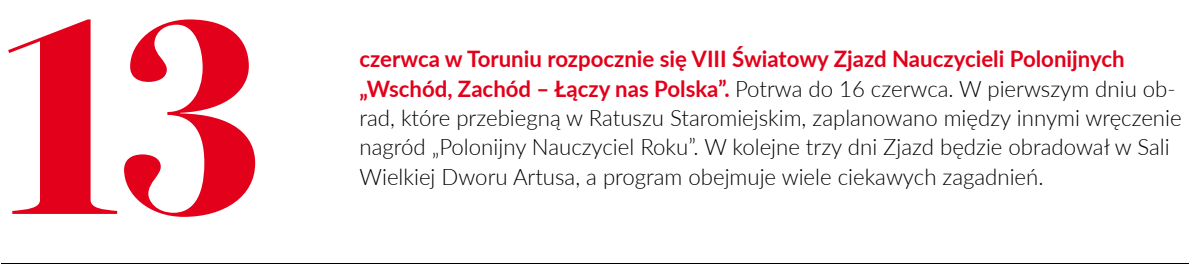 13
czerwca w Toruniu rozpocznie się VIII Światowy Zjazd Nauczycieli Polonijnych
„Wschód, Zachód – Łączy nas Polska”. Potrwa do 16 czerwca. W pierwszym dniu ob-
rad, które przebiegną w Ratuszu Staromiejskim, zaplanowano między innymi wręczenie
nagród „Polonijny Nauczyciel Roku”. W kolejne trzy dni Zjazd będzie obradował w Sali
Wielkiej Dworu Artusa, a program obejmuje wiele ciekawych zagadnień.